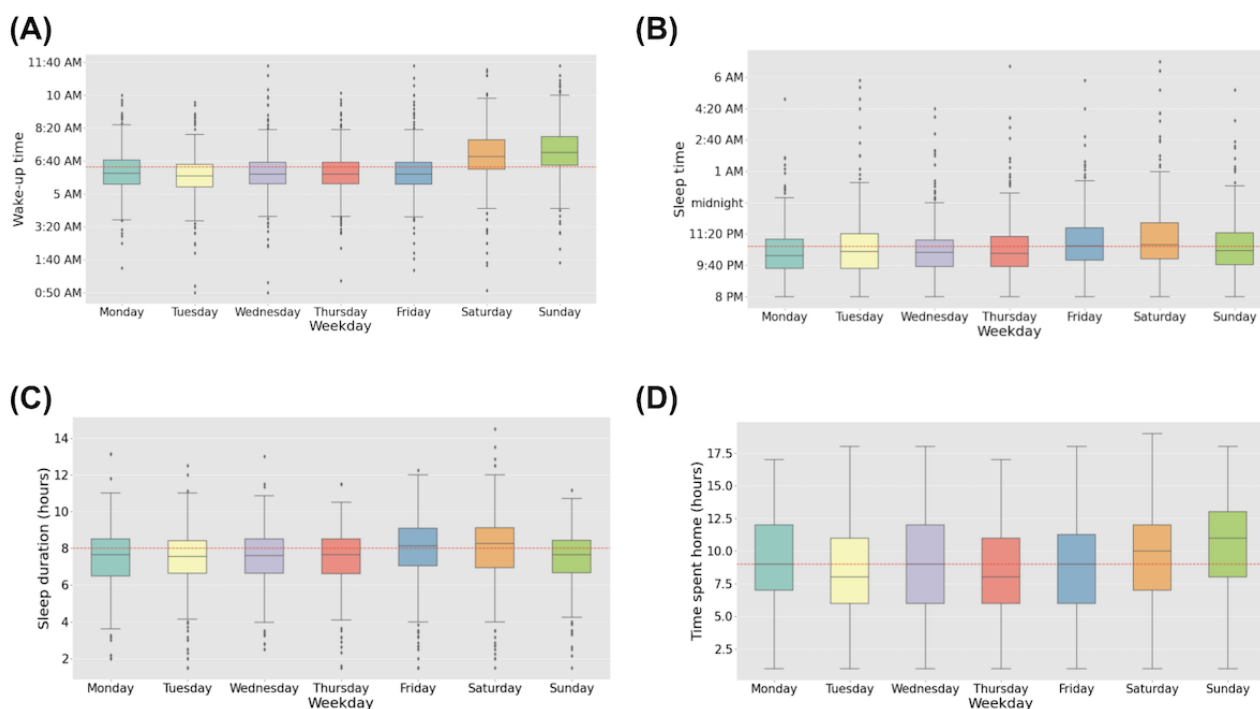 (A)
Wake-up time
11:40 AM
10 AM
8:20 AM
6:40 AM
5 AM
3:20 AM
1:40 AM
0:50 AM
Monday Tuesday Wednesday Thursday Friday Saturday Sunday
Weekday
(B)
Sleep time
6 AM
4:20 AM
2:40 AM
1 AM
midnight
11:20 PM
9:40 PM
8 PM
Monday Tuesday Wednesday Thursday Friday Saturday Sunday
Weekday
(C)
Sleep duration (hours)
14
12
10
8
6
4
2
Monday Tuesday Wednesday Thursday Friday Saturday Sunday
Weekday
(D)
Time spent home (hours)
17.5
15.0
12.5
10.0
7.5
5.0
2.5
Monday Tuesday Wednesday Thursday Friday Saturday Sunday
Weekday